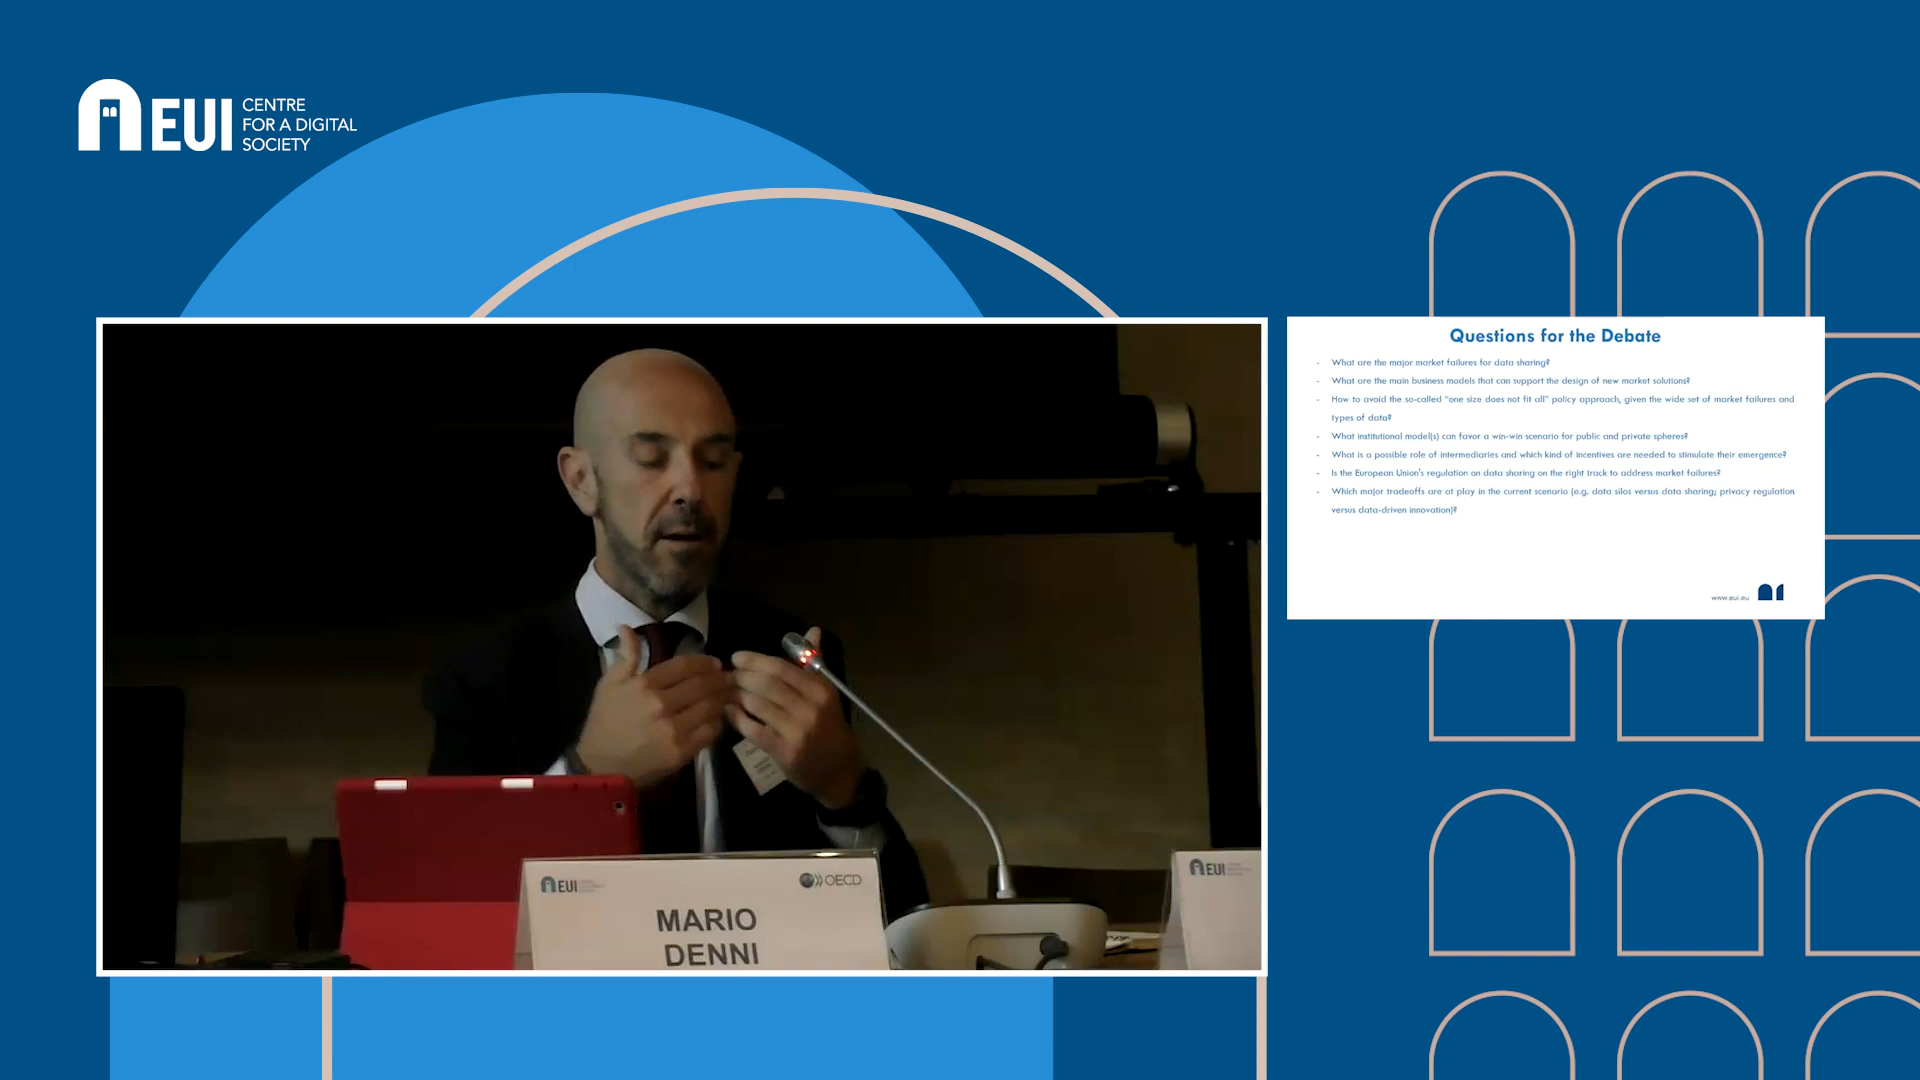 EUI
CENTRE
FOR A DIGITAL
SOCIETY
EUI
OECD
MARIO
DENNI
EUI
Questions for the Debate
- What are the major market failures for data sharing?
- What are the main business models that can support the design of new market solutions?
- How to avoid the so-called “one size does not fit all” policy approach, given the wide set of market failures and
types of data?
- What institutional model(s) can favor a win-win scenario for public and private spheres?
- What is a possible role of intermediaries and which kind of incentives are needed to stimulate their emergence?
- Is the European Union's regulation on data sharing on the right track to address market failures?
- Which major tradeoffs are at play in the current scenario (e.g. data silos versus data sharing; privacy regulation
versus data-driven innovation)?
www.eui.eu